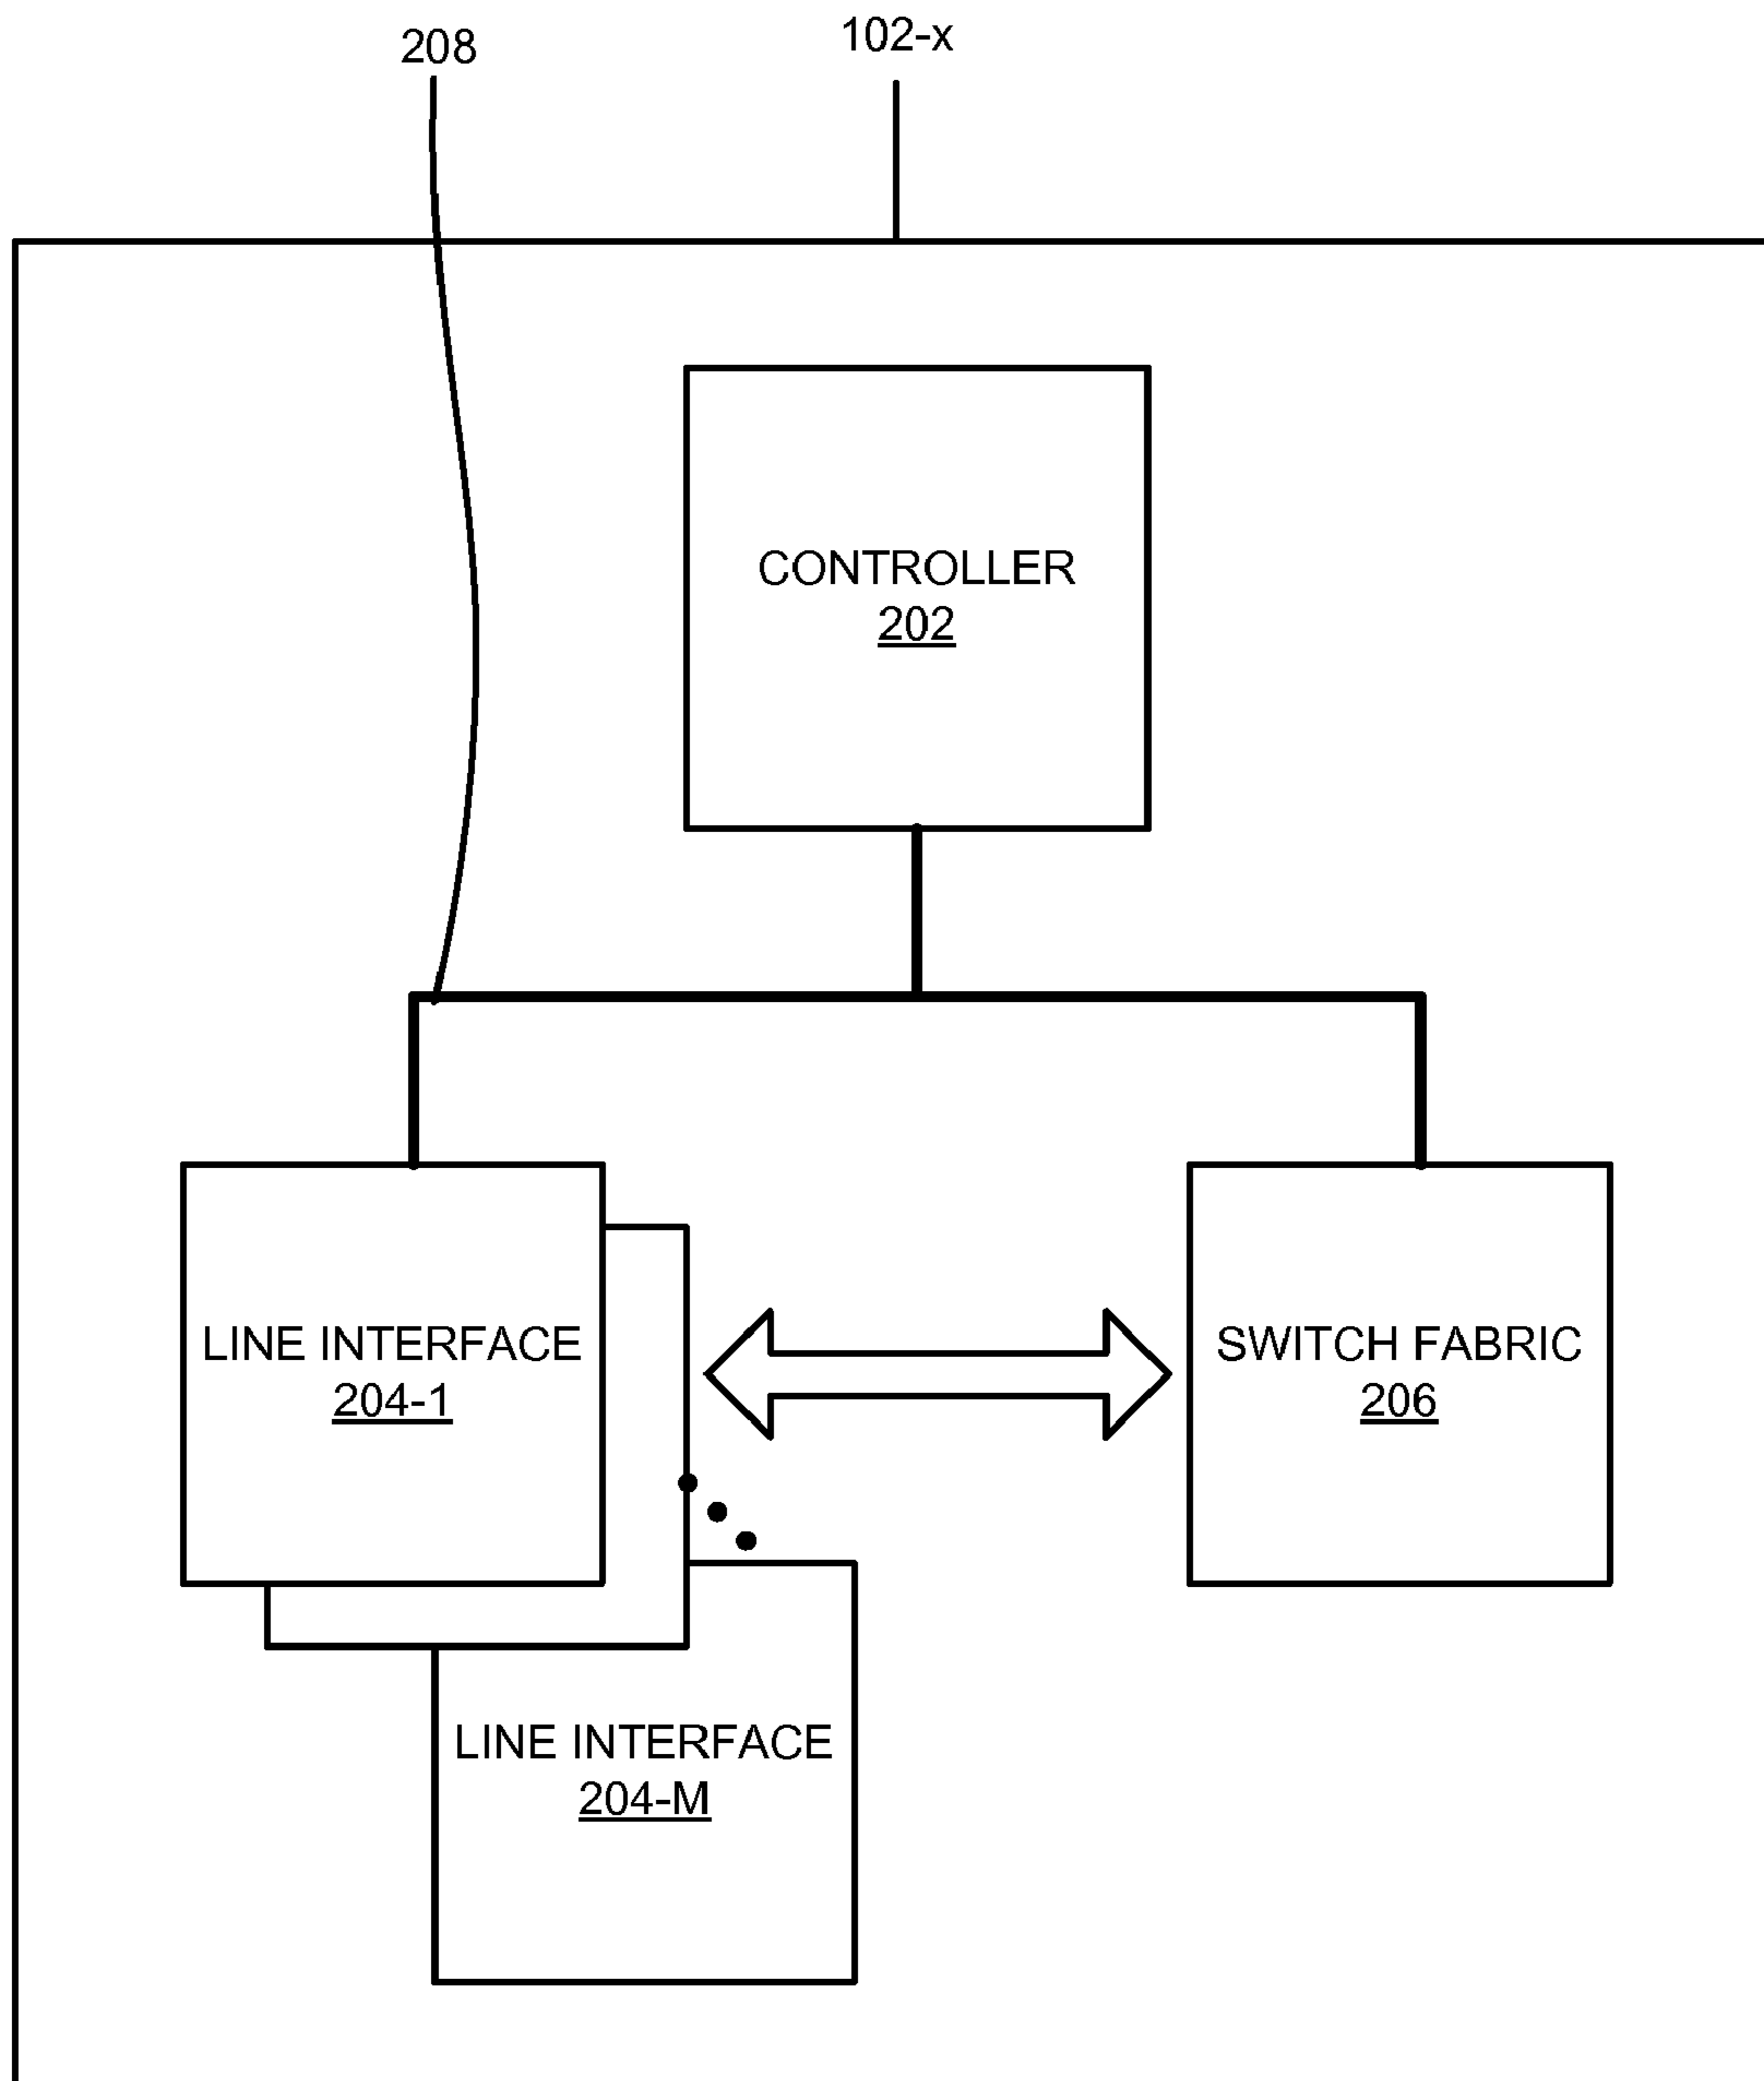 208
102-x
CONTROLLER
202
LINE INTERFACE
204-1
SWITCH FABRIC
206
LINE INTERFACE
204-M